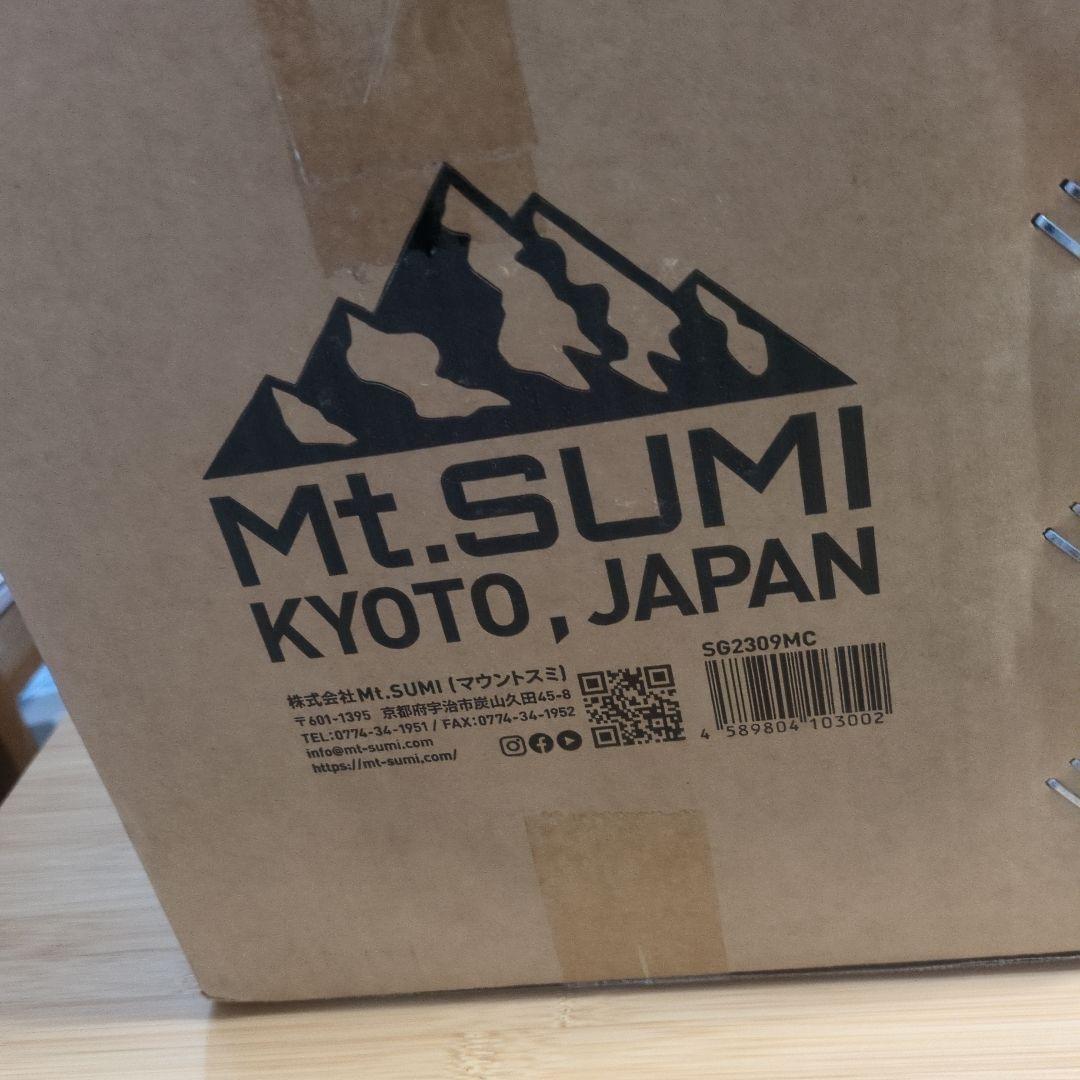 Mt.SUMI
KYOTO, JAPAN
SG2309MC
株式会社Mt.SUMI (マウントスミ)
〒601-1395 京都府宇治市炭山久田45-8
TEL:0774-34-1951 / FAX:0774-34-1952
info@mt-sumi.com
https://mt-sumi.com/
4 589804 103002